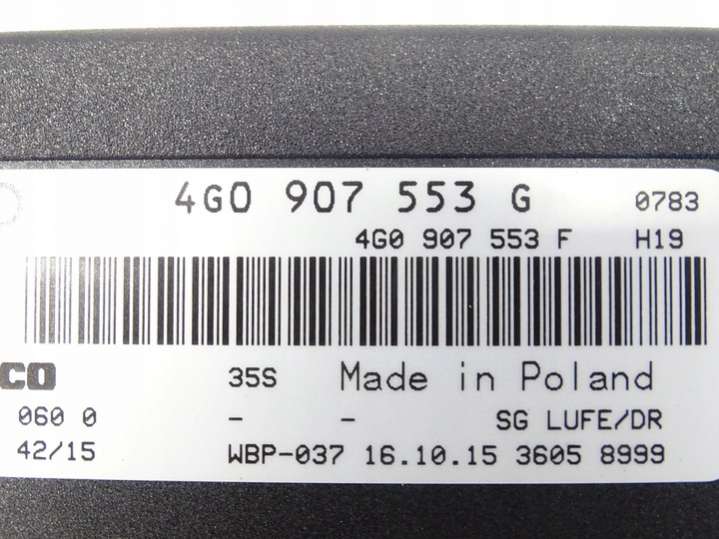 4G0 907 553 G 0783
4G0 907 553 F H19
CO 35S Made in Poland
060 0 - - SG LUFE/DR
42/15 WBP-037 16.10.15 3605 8999